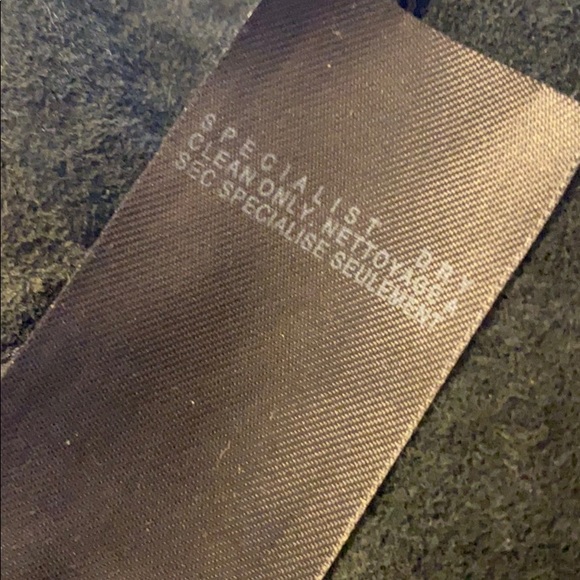 SPECIALIST DRY
CLEAN ONLY. NETTOYAGE A
SEC SPECIALISE SEULEMENT